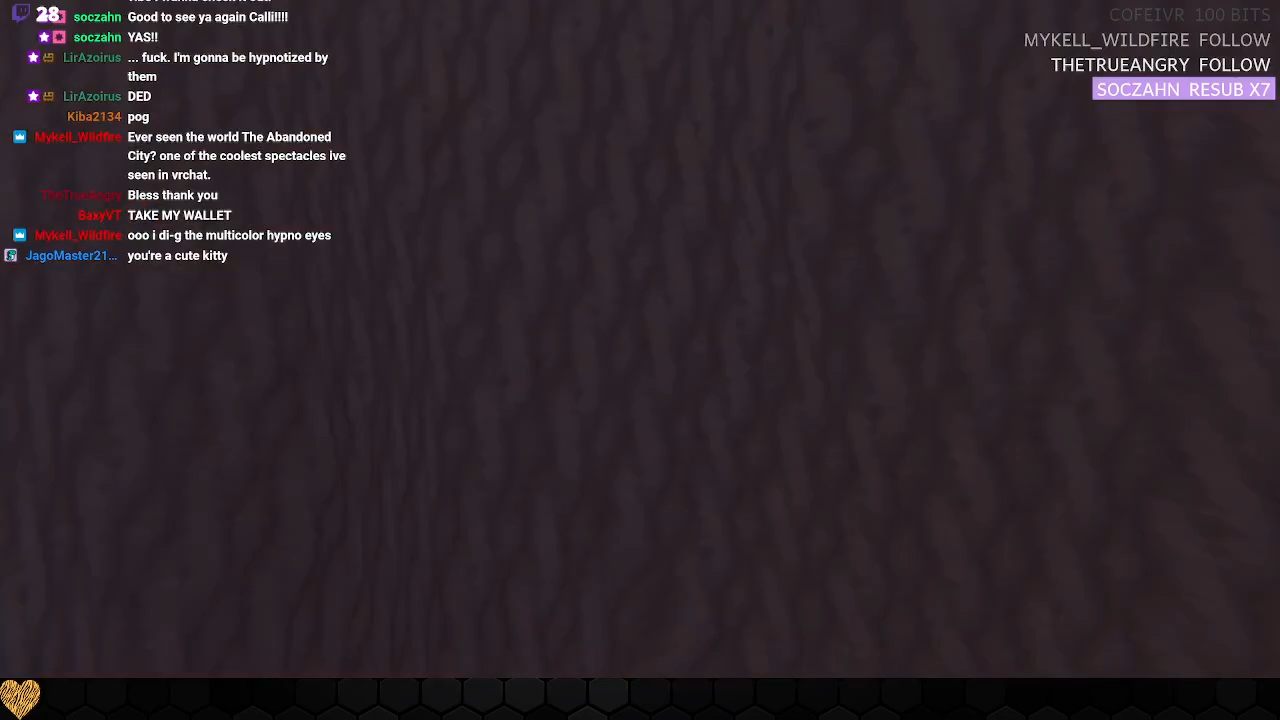 28
soczahn Good to see ya again Calli!!!!
soczahn YAS!!
LirAzoirus ... fuck. I'm gonna be hypnotized by
them
LirAzoirus DED
Kiba2134 pog
Mykell_Wildfire Ever seen the world The Abandoned
City? one of the coolest spectacles ive
seen in vrchat.
TheTrueAngry Bless thank you
BaxyVT TAKE MY WALLET
Mykell_Wildfire ooo i di-g the multicolor hypno eyes
JagoMaster21... you're a cute kitty
COFEIVR 100 BITS
MYKELL_WILDFIRE FOLLOW
THETRUEANGRY FOLLOW
SOCZAHN RESUB X7